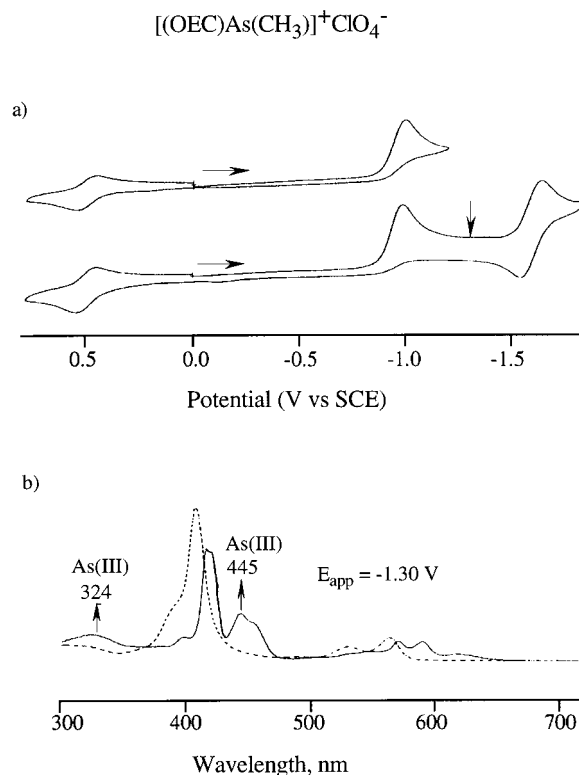 [(OEC)As(CH₃)]⁺ClO₄⁻
a)
0.5 0.0 -0.5 -1.0 -1.5
Potential (V vs SCE)
b)
As(III)
324
As(III)
445
E_app = -1.30 V
300 400 500 600 700
Wavelength, nm